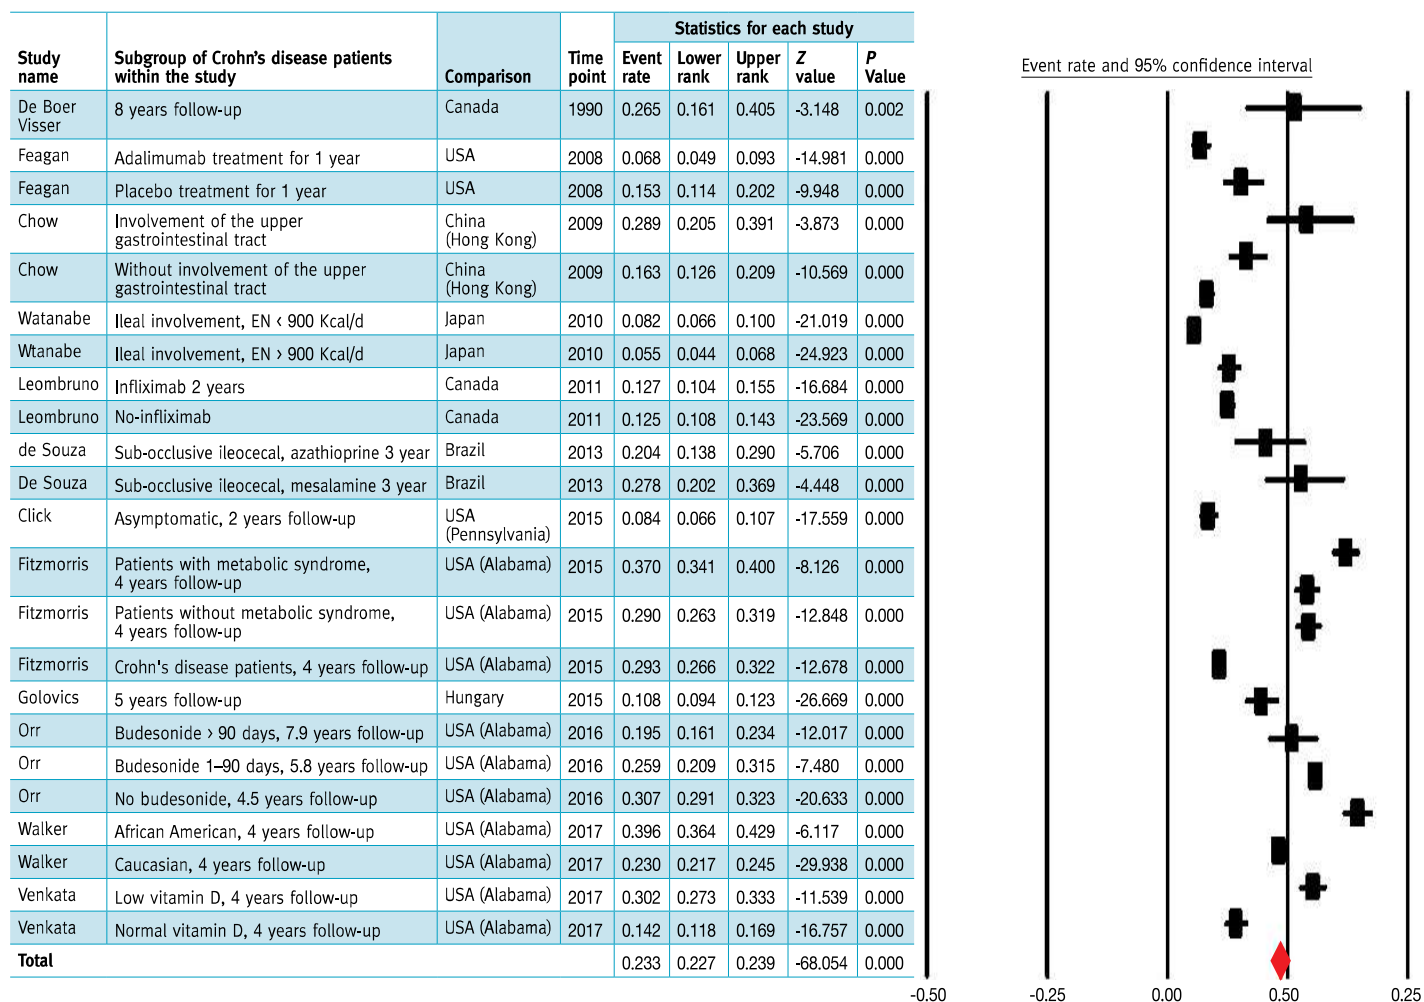 Statistics for each study
Study name Subgroup of Crohn's disease patients within the study Comparison Time point Event rate Lower rank Upper rank Z value P Value
Event rate and 95% confidence interval
De Boer Visser 8 years follow-up Canada 1990 0.265 0.161 0.405 -3.148 0.002
Feagan Adalimumab treatment for 1 year USA 2008 0.068 0.049 0.093 -14.981 0.000
Feagan Placebo treatment for 1 year USA 2008 0.153 0.114 0.202 -9.948 0.000
Chow Involvement of the upper gastrointestinal tract China (Hong Kong) 2009 0.289 0.205 0.391 -3.873 0.000
Chow Without involvement of the upper gastrointestinal tract China (Hong Kong) 2009 0.163 0.126 0.209 -10.569 0.000
Watanabe Ileal involvement, EN < 900 Kcal/d Japan 2010 0.082 0.066 0.100 -21.019 0.000
Wtanabe Ileal involvement, EN > 900 Kcal/d Japan 2010 0.055 0.044 0.068 -24.923 0.000
Leombruno Infliximab 2 years Canada 2011 0.127 0.104 0.155 -16.684 0.000
Leombruno No-infliximab Canada 2011 0.125 0.108 0.143 -23.569 0.000
de Souza Sub-occlusive ileocecal, azathioprine 3 year Brazil 2013 0.204 0.138 0.290 -5.706 0.000
De Souza Sub-occlusive ileocecal, mesalamine 3 year Brazil 2013 0.278 0.202 0.369 -4.448 0.000
Click Asymptomatic, 2 years follow-up USA (Pennsylvania) 2015 0.084 0.066 0.107 -17.559 0.000
Fitzmorris Patients with metabolic syndrome, 4 years follow-up USA (Alabama) 2015 0.370 0.341 0.400 -8.126 0.000
Fitzmorris Patients without metabolic syndrome, 4 years follow-up USA (Alabama) 2015 0.290 0.263 0.319 -12.848 0.000
Fitzmorris Crohn's disease patients, 4 years follow-up USA (Alabama) 2015 0.293 0.266 0.322 -12.678 0.000
Golovics 5 years follow-up Hungary 2015 0.108 0.094 0.123 -26.669 0.000
Orr Budesonide > 90 days, 7.9 years follow-up USA (Alabama) 2016 0.195 0.161 0.234 -12.017 0.000
Orr Budesonide 1–90 days, 5.8 years follow-up USA (Alabama) 2016 0.259 0.209 0.315 -7.480 0.000
Orr No budesonide, 4.5 years follow-up USA (Alabama) 2016 0.307 0.291 0.323 -20.633 0.000
Walker African American, 4 years follow-up USA (Alabama) 2017 0.396 0.364 0.429 -6.117 0.000
Walker Caucasian, 4 years follow-up USA (Alabama) 2017 0.230 0.217 0.245 -29.938 0.000
Venkata Low vitamin D, 4 years follow-up USA (Alabama) 2017 0.302 0.273 0.333 -11.539 0.000
Venkata Normal vitamin D, 4 years follow-up USA (Alabama) 2017 0.142 0.118 0.169 -16.757 0.000
Total 0.233 0.227 0.239 -68.054 0.000
-0.50 -0.25 0.00 0.50 0.25